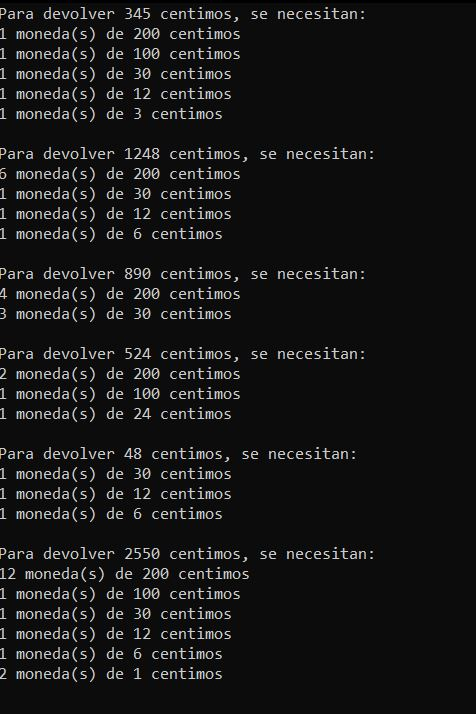 Para devolver 345 centimos, se necesitan:
1 moneda(s) de 200 centimos
1 moneda(s) de 100 centimos
1 moneda(s) de 30 centimos
1 moneda(s) de 12 centimos
1 moneda(s) de 3 centimos
Para devolver 1248 centimos, se necesitan:
6 moneda(s) de 200 centimos
1 moneda(s) de 30 centimos
1 moneda(s) de 12 centimos
1 moneda(s) de 6 centimos
Para devolver 890 centimos, se necesitan:
4 moneda(s) de 200 centimos
3 moneda(s) de 30 centimos
Para devolver 524 centimos, se necesitan:
2 moneda(s) de 200 centimos
1 moneda(s) de 100 centimos
1 moneda(s) de 24 centimos
Para devolver 48 centimos, se necesitan:
1 moneda(s) de 30 centimos
1 moneda(s) de 12 centimos
1 moneda(s) de 6 centimos
Para devolver 2550 centimos, se necesitan:
12 moneda(s) de 200 centimos
1 moneda(s) de 100 centimos
1 moneda(s) de 30 centimos
1 moneda(s) de 12 centimos
1 moneda(s) de 6 centimos
2 moneda(s) de 1 centimos